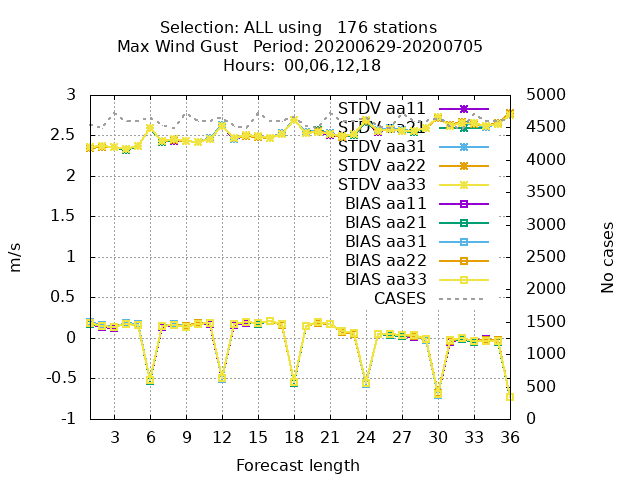 Selection: ALL using   176 stations
Max Wind Gust   Period: 20200629-20200705
Hours:  00,06,12,18
3
2.5
2
1.5
1
0.5
0
-0.5
-1
5000
4500
4000
3500
3000
2500
2000
1500
1000
500
0
m/s
No cases
STDV aa11
STDV aa21
STDV aa31
STDV aa22
STDV aa33
BIAS aa11
BIAS aa21
BIAS aa31
BIAS aa22
BIAS aa33
CASES
3 6 9 12 15 18 21 24 27 30 33 36
Forecast length